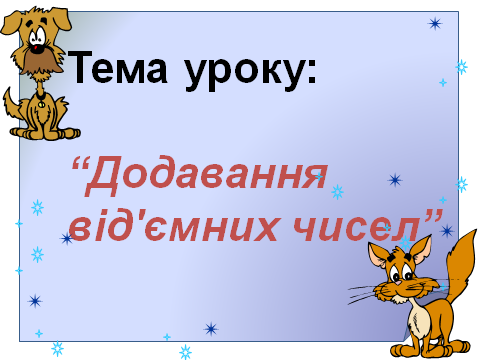 Тема уроку:
“Додавання
від'ємних чисел”